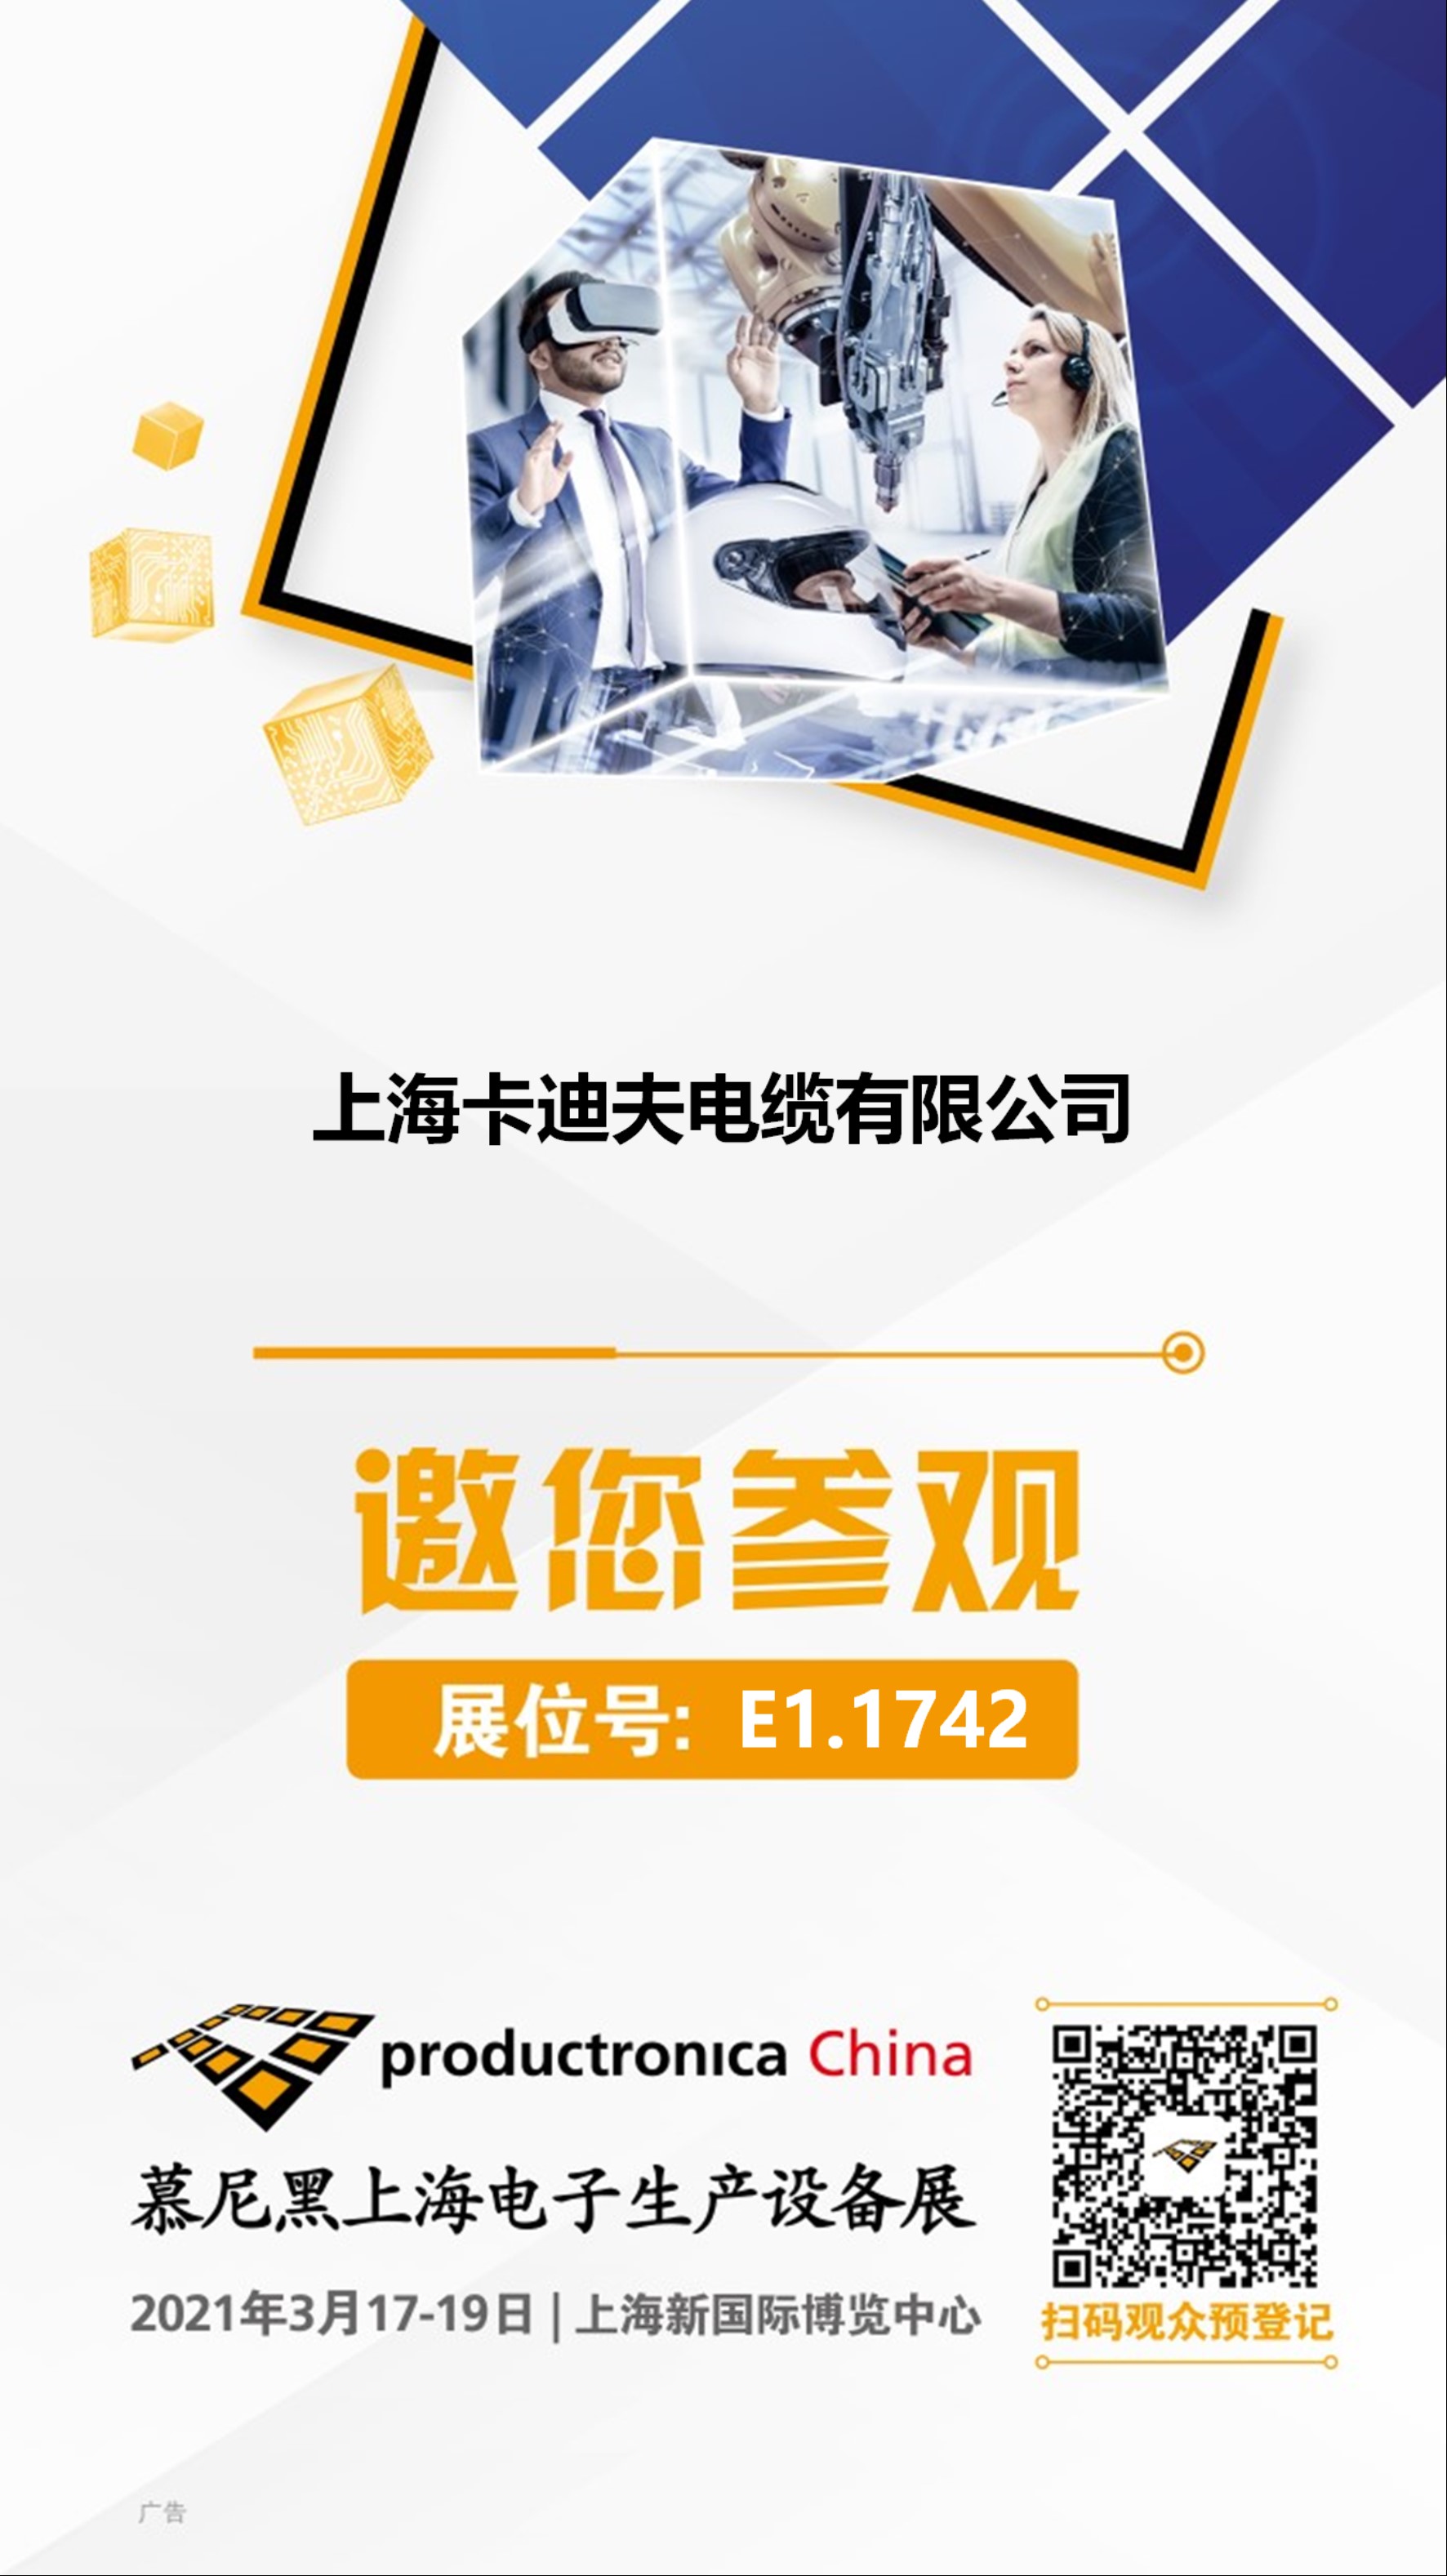 上海卡迪夫电缆有限公司
邀您参观
展位号: E1.1742
productronica China
慕尼黑上海电子生产设备展
2021年3月17-19日 | 上海新国际博览中心
扫码观众预登记
广告